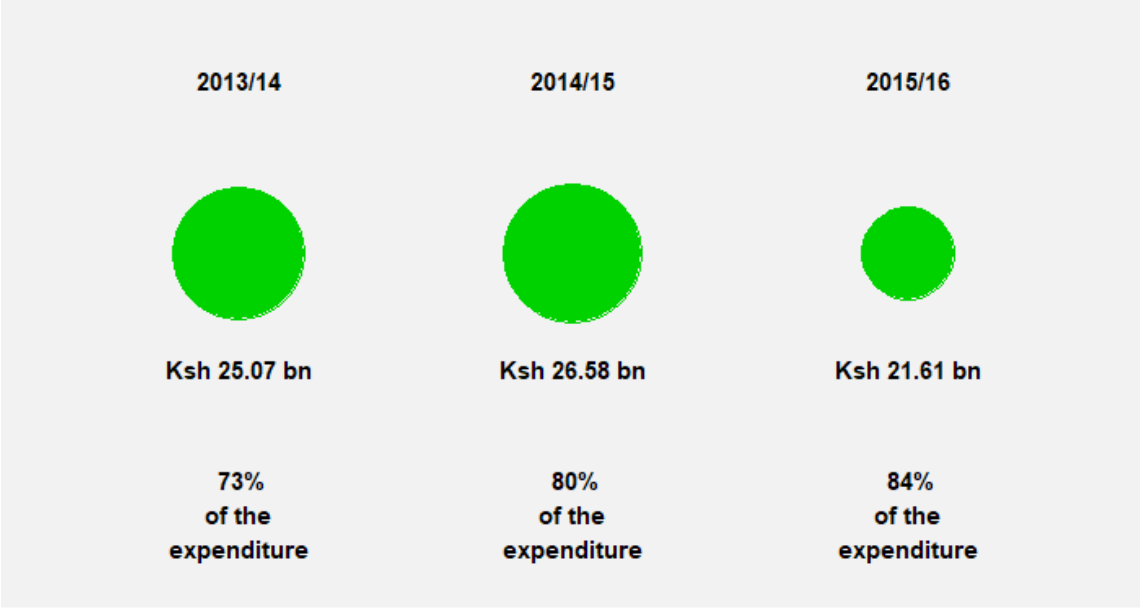 2013/14 2014/15 2015/16
Ksh 25.07 bn Ksh 26.58 bn Ksh 21.61 bn
73% 80% 84%
of the of the of the
expenditure expenditure expenditure